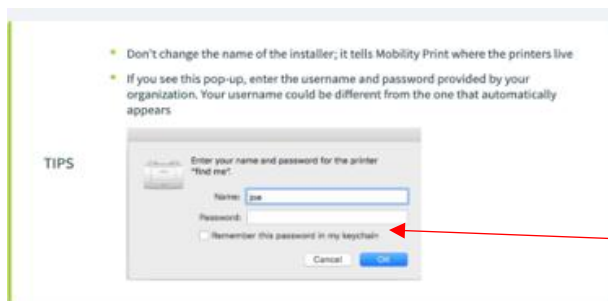 Don't change the name of the installer; it tells Mobility Print where the printers live
If you see this pop-up, enter the username and password provided by your
organization. Your username could be different from the one that automatically
appears
TIPS
Enter your name and password for the printer
"find me".
Name: zoe
Password:
Remember this password in my keychain
Cancel OK